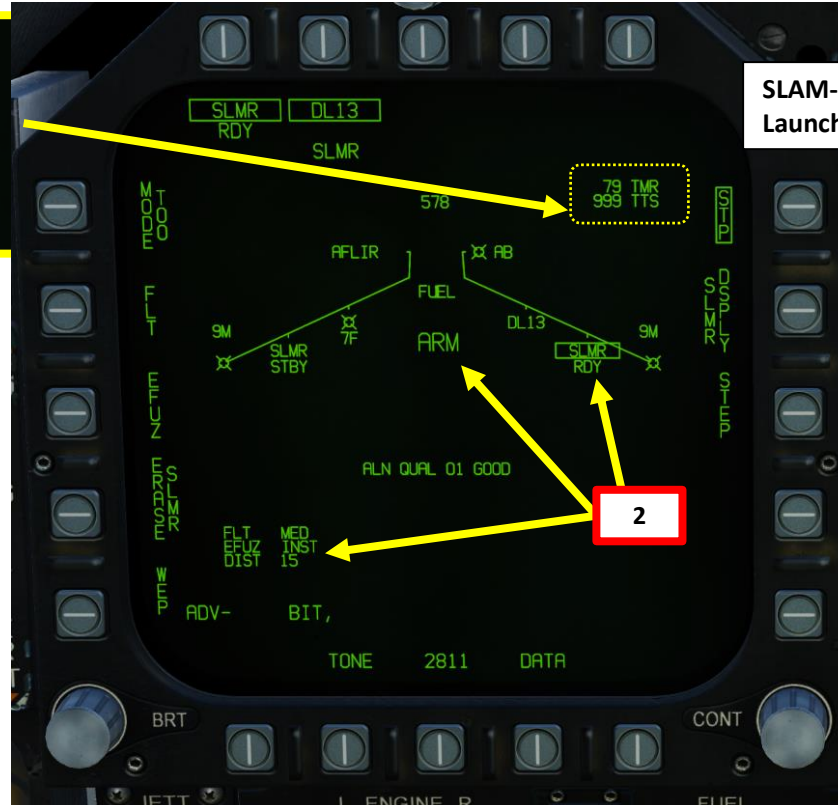 SLAM-
Launch
SLMR DL13
RDY
SLMR
79 TMR
999 TTS
578
MODE
TOO
STP
AFLIR
AB
FUEL
FLT
DSPLY
SLMR
9M
7F
DL13
9M
ARM
SLMR
STBY
SLMR
RDY
EFUZ
STEP
ALN QUAL 01 GOOD
ERASE
SLMR
2
FLT MED
EFUZ INST
DIST 15
WEP
ADV- BIT,
TONE 2811 DATA
BRT
CONT
L ENGINE R